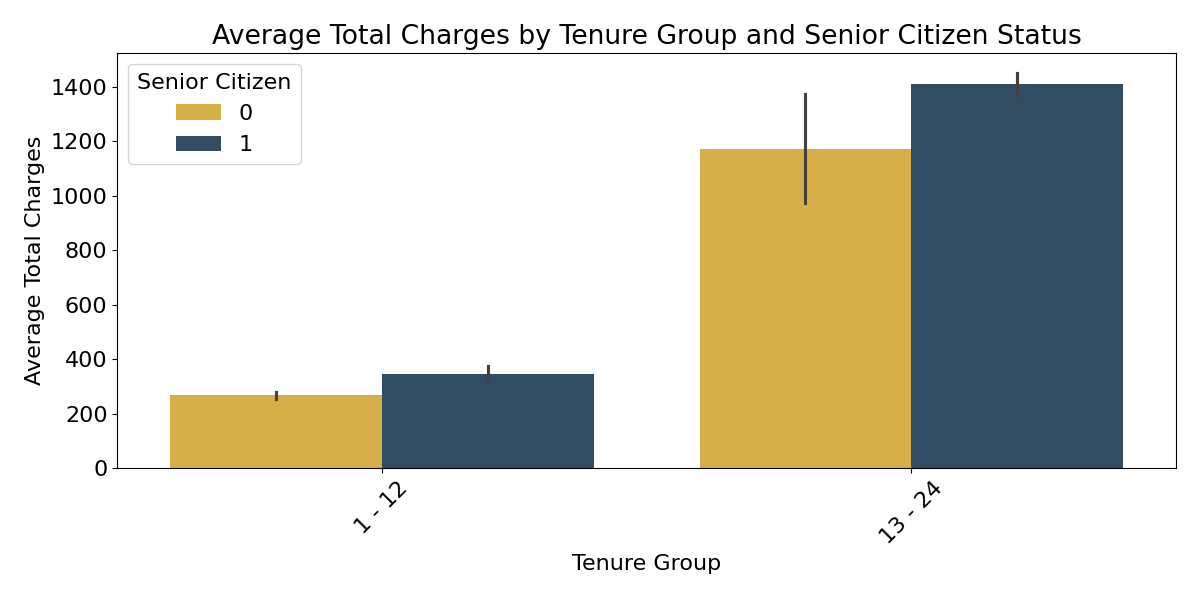 Average Total Charges by Tenure Group and Senior Citizen Status
Senior Citizen
0
1
Average Total Charges
1400
1200
1000
800
600
400
200
0
1 - 12
13 - 24
Tenure Group